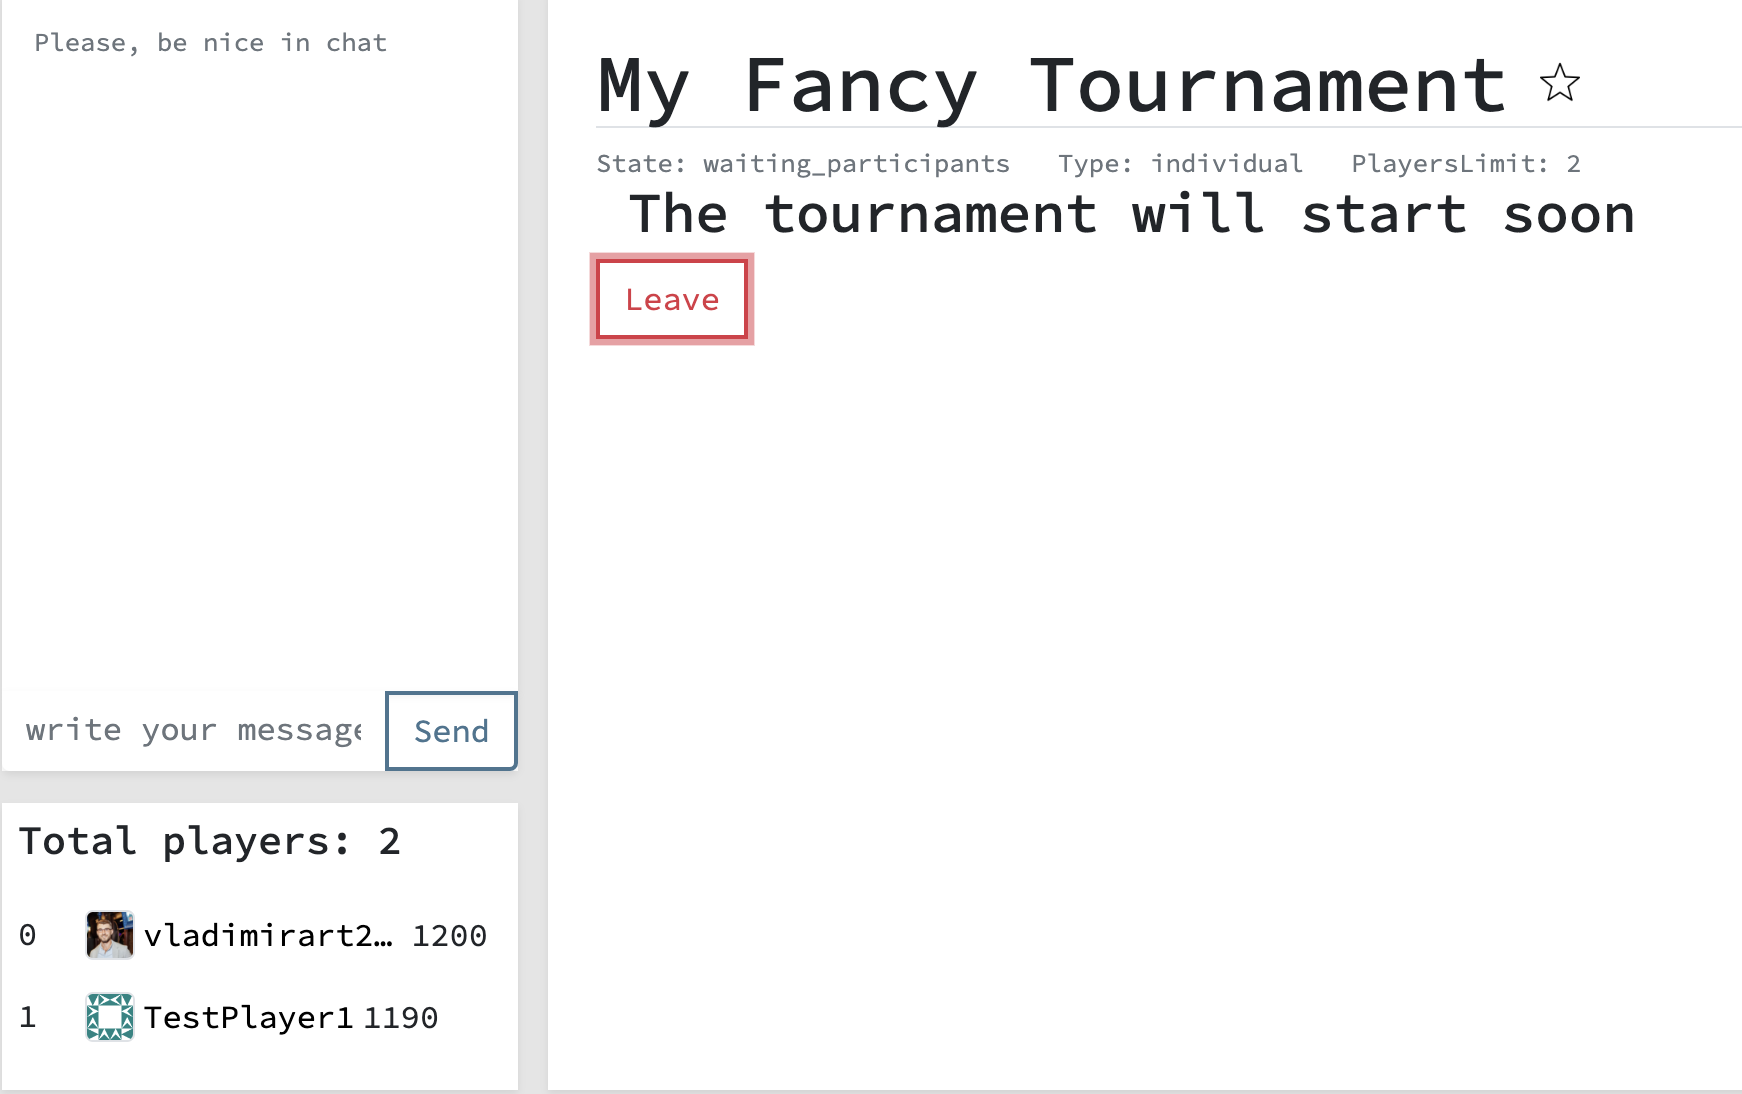 Please, be nice in chat
write your message
Send
Total players: 2
0 vladimirart2… 1200
1 TestPlayer1 1190
My Fancy Tournament ☆
State: waiting_participants Type: individual PlayersLimit: 2
The tournament will start soon
Leave